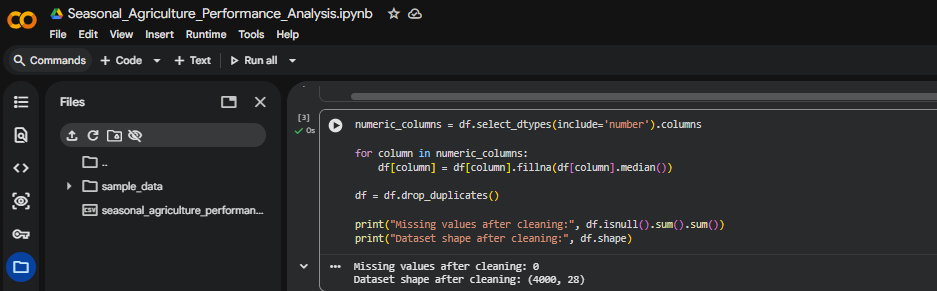 Seasonal_Agriculture_Performance_Analysis.ipynb
File Edit View Insert Runtime Tools Help
Commands + Code + Text Run all
Files
..
sample_data
seasonal_agriculture_performan...
[3]
0s
numeric_columns = df.select_dtypes(include='number').columns
for column in numeric_columns:
    df[column] = df[column].fillna(df[column].median())
df = df.drop_duplicates()
print("Missing values after cleaning:", df.isnull().sum().sum())
print("Dataset shape after cleaning:", df.shape)
Missing values after cleaning: 0
Dataset shape after cleaning: (4000, 28)